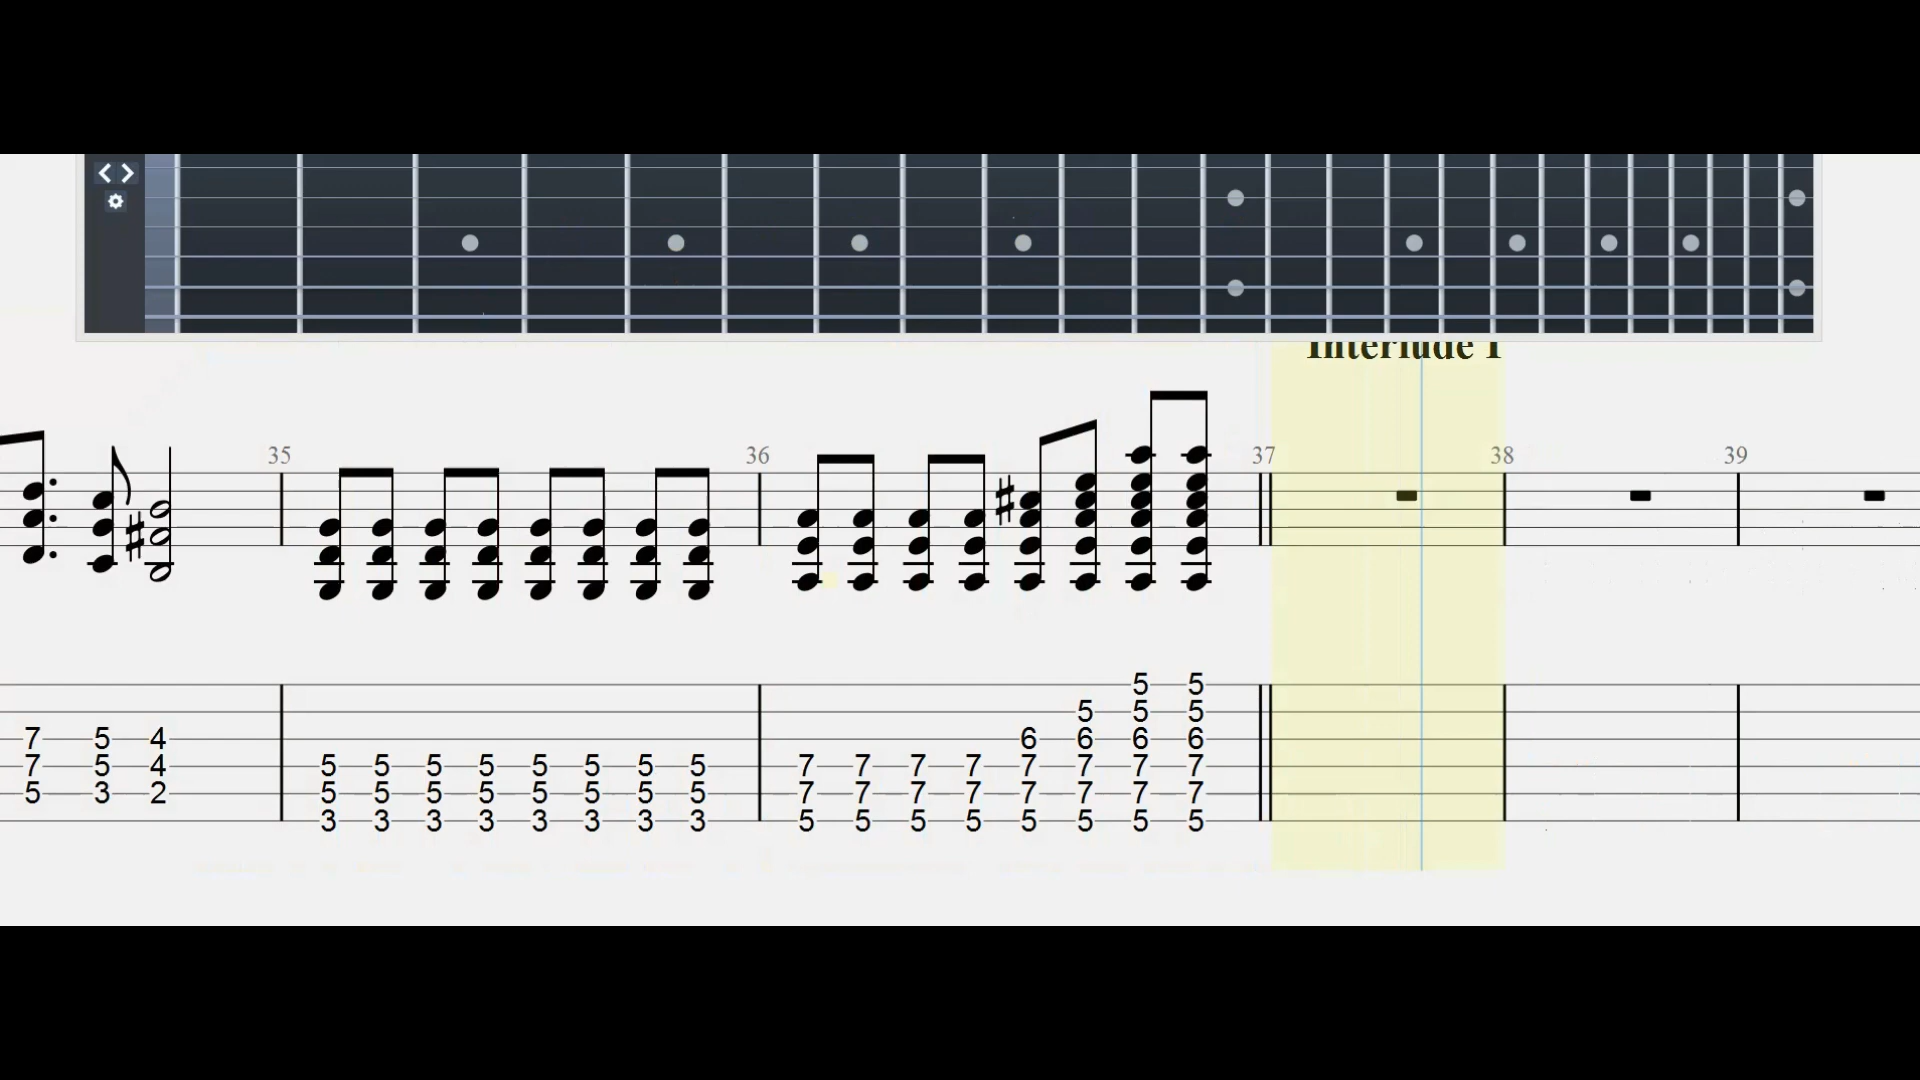 Interlude I
35 36 37 38 39
5 5
5 5 5
7 5 4 6 6 6 6
7 5 4 5 5 5 5 5 5 5 5 7 7 7 7 7 7 7 7
5 3 2 5 5 5 5 5 5 5 5 7 7 7 7 7 7 7 7
3 3 3 3 3 3 3 3 5 5 5 5 5 5 5 5